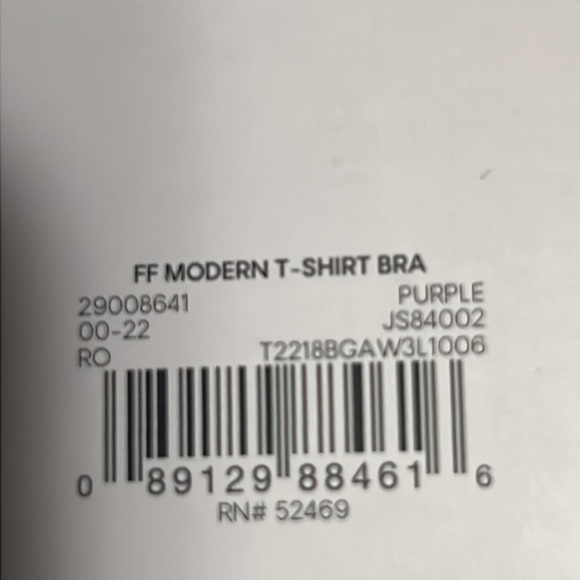 FF MODERN T-SHIRT BRA
29008641 PURPLE
00-22 JS84002
RO T2218BGAW3L1006
0 89129 88461 6
RN# 52469